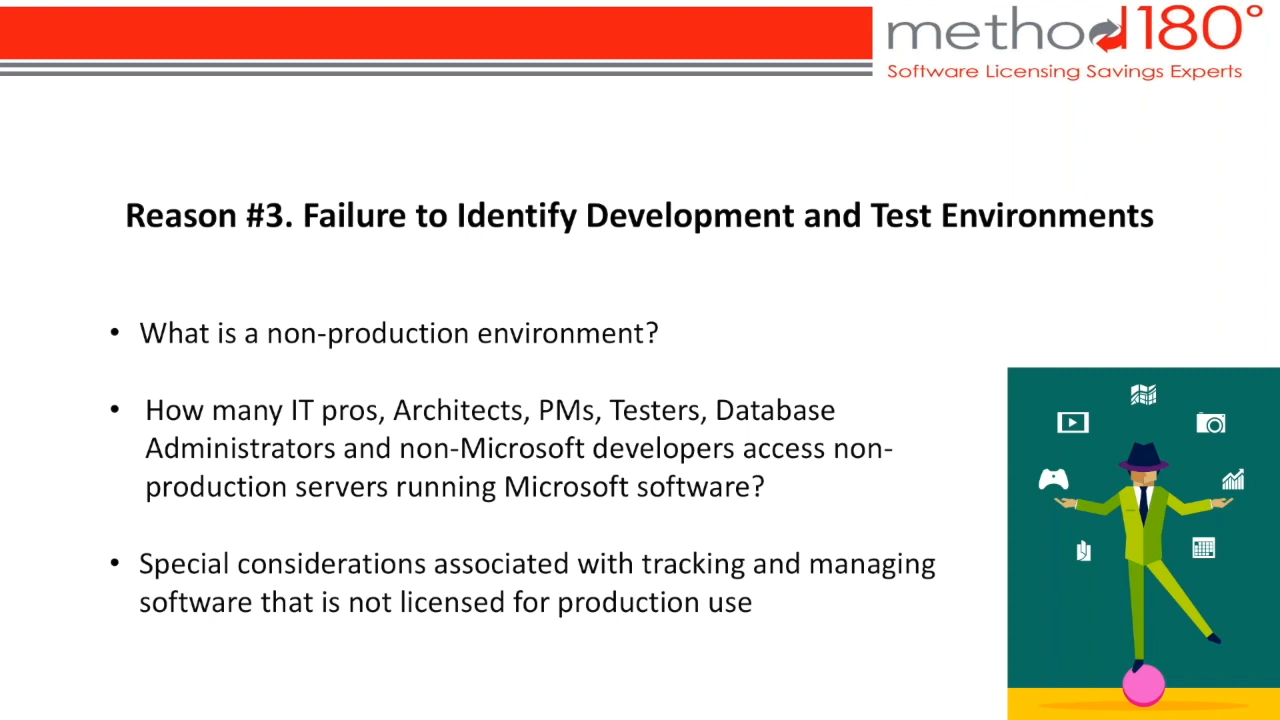 method180°
Software Licensing Savings Experts
Reason #3. Failure to Identify Development and Test Environments
• What is a non-production environment?
• How many IT pros, Architects, PMs, Testers, Database
Administrators and non-Microsoft developers access non-
production servers running Microsoft software?
• Special considerations associated with tracking and managing
software that is not licensed for production use